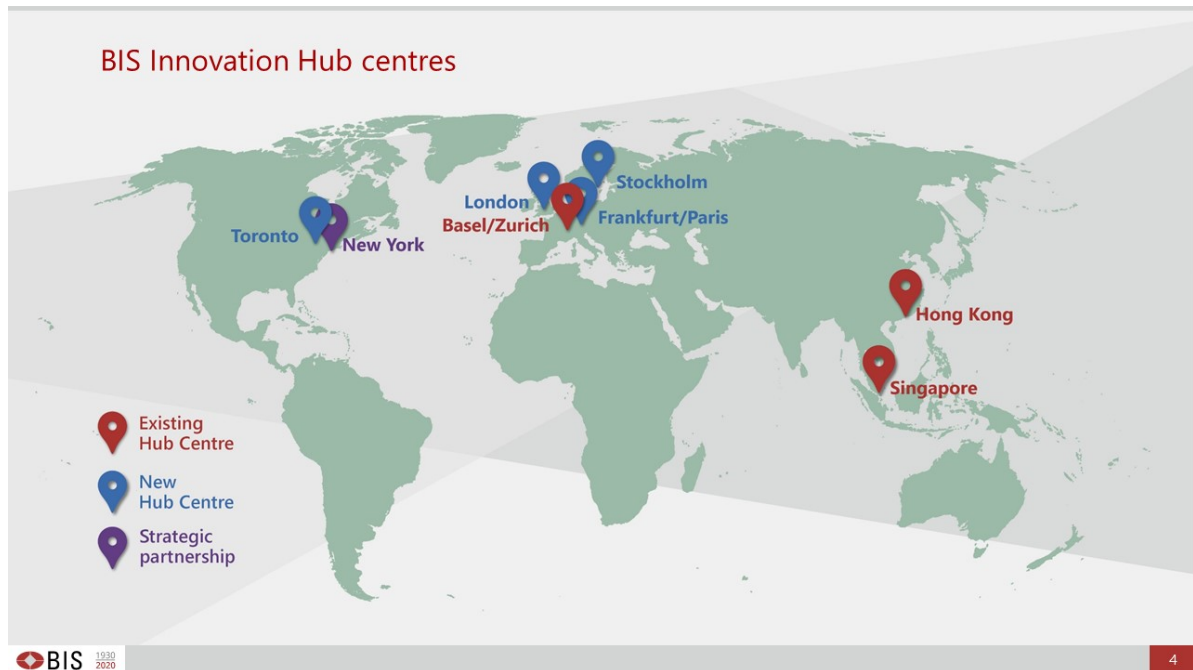 BIS Innovation Hub centres
Stockholm
London
Basel/Zurich
Frankfurt/Paris
Toronto
New York
Hong Kong
Singapore
Existing
Hub Centre
New
Hub Centre
Strategic
partnership
BIS
1930
2020
4